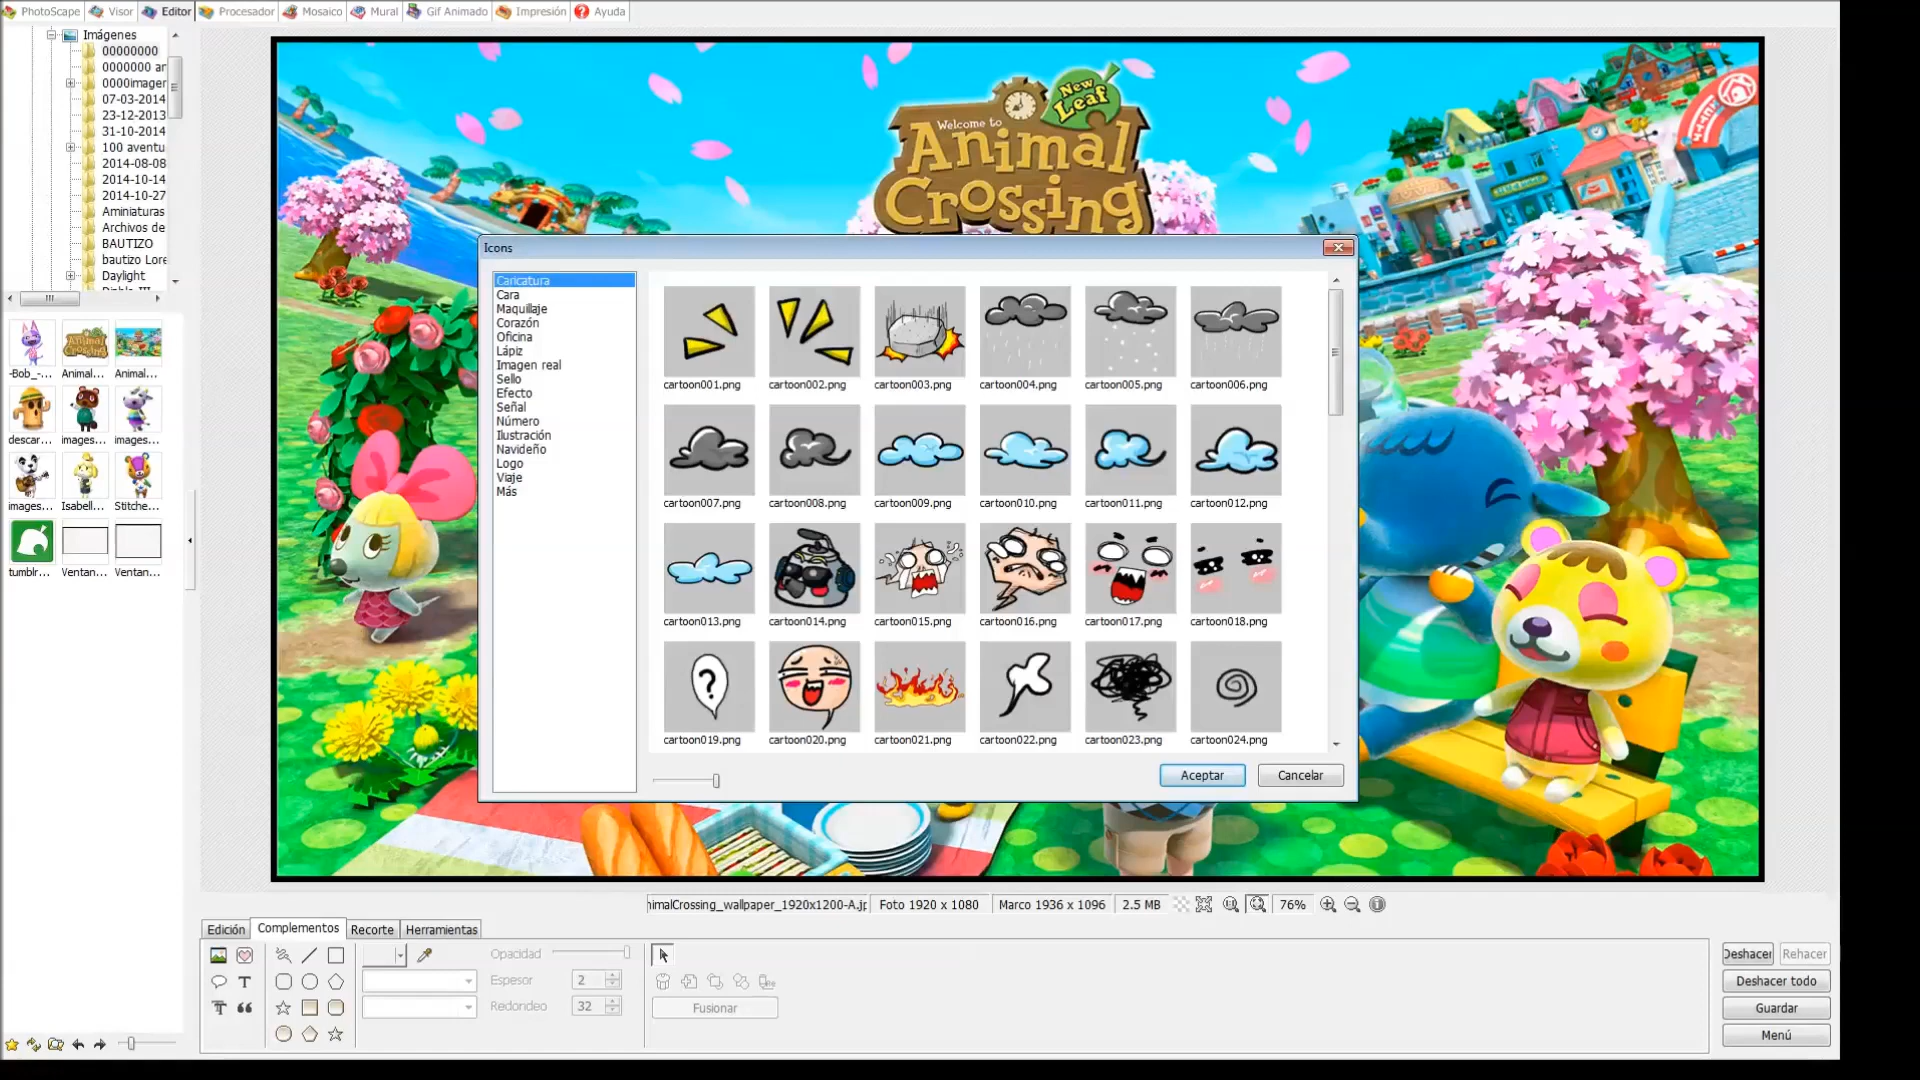 PhotoScape
Visor
Editor
Procesador
Mosaico
Mural
Gif Animado
Impresión
Ayuda
Imágenes
00000000
0000000 ar
0000imagen
07-03-2014
23-12-2013
31-10-2014
100 aventu
2014-08-08
2014-10-14
2014-10-27
Aminiaturas
Archivos de
BAUTIZO
bautizo Lore
Daylight
-Bob_-...
Animal...
Animal...
descar...
images...
images...
images...
Isabell...
Stitche...
tumblr...
Ventan...
Ventan...
New
Leaf
Welcome to
Animal
Crossing
Icons
Caricatura
Cara
Maquillaje
Corazón
Oficina
Lápiz
Imagen real
Sello
Efecto
Señal
Número
Ilustración
Navideño
Logo
Viaje
Más
cartoon001.png
cartoon002.png
cartoon003.png
cartoon004.png
cartoon005.png
cartoon006.png
cartoon007.png
cartoon008.png
cartoon009.png
cartoon010.png
cartoon011.png
cartoon012.png
cartoon013.png
cartoon014.png
cartoon015.png
cartoon016.png
cartoon017.png
cartoon018.png
?
cartoon019.png
cartoon020.png
cartoon021.png
cartoon022.png
cartoon023.png
cartoon024.png
Aceptar
Cancelar
nimalCrossing_wallpaper_1920x1200-A.jp
Foto 1920 x 1080
Marco 1936 x 1096
2.5 MB
76%
Edición
Complementos
Recorte
Herramientas
Opacidad
Espesor
2
Redondeo
32
Fusionar
Deshacer
Rehacer
Deshacer todo
Guardar
Menú